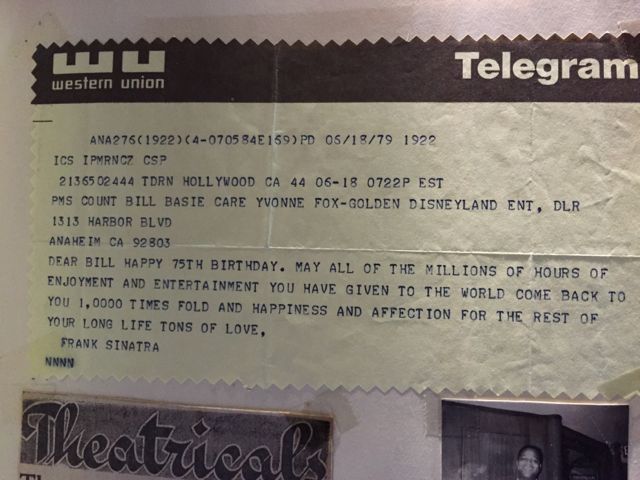 WU
western union
Telegram
ANA276(1922)(4-070584E169)PD 06/18/79 1922
ICS IPMRNCZ CSP
2136502444 TDRN HOLLYWOOD CA 44 06-18 0722P EST
PMS COUNT BILL BASIE CARE YVONNE FOX-GOLDEN DISNEYLAND ENT, DLR
1313 HARBOR BLVD
ANAHEIM CA 92803
DEAR BILL HAPPY 75TH BIRTHDAY. MAY ALL OF THE MILLIONS OF HOURS OF
ENJOYMENT AND ENTERTAINMENT YOU HAVE GIVEN TO THE WORLD COME BACK TO
YOU 1,0000 TIMES FOLD AND HAPPINESS AND AFFECTION FOR THE REST OF
YOUR LONG LIFE TONS OF LOVE,
FRANK SINATRA
NNNN
Theatricals